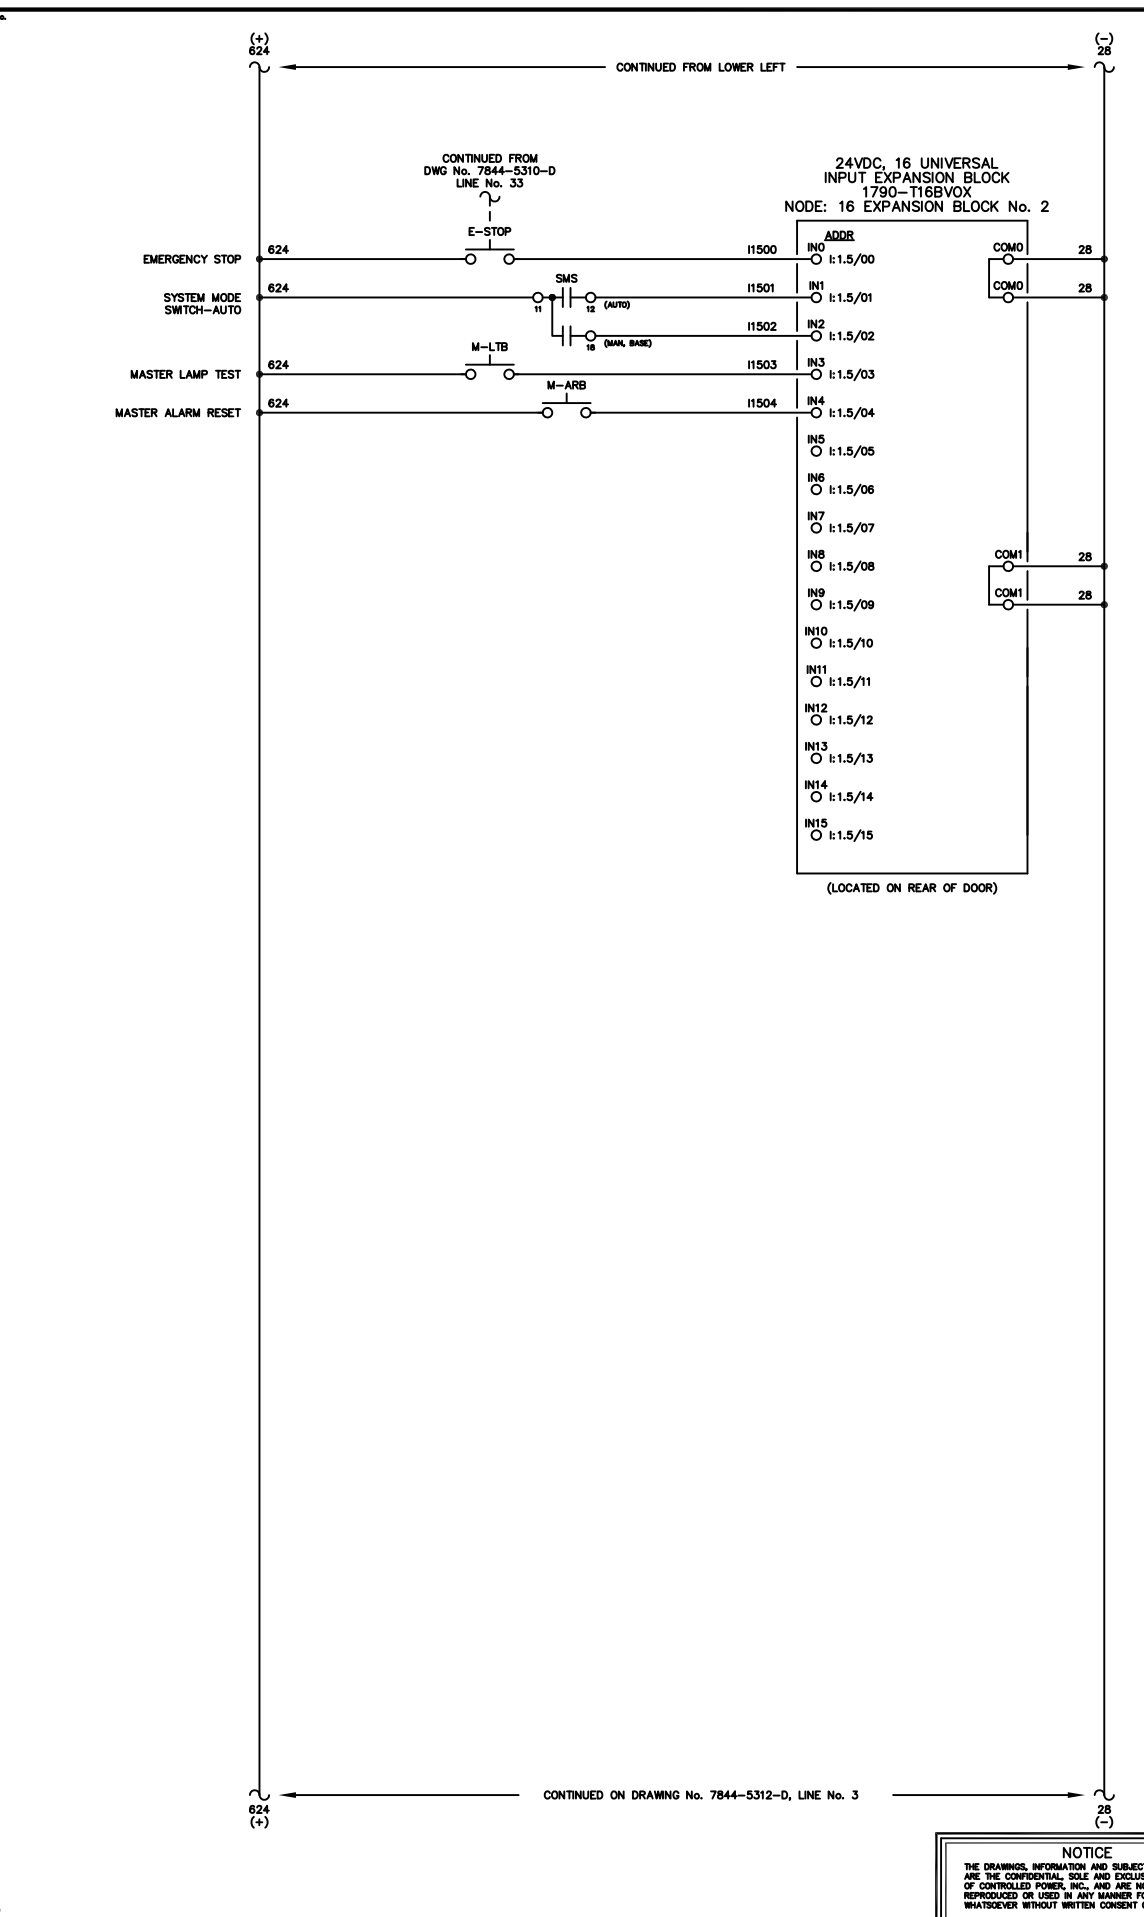 (+)
624
(-)
28
CONTINUED FROM LOWER LEFT
CONTINUED FROM
DWG No. 7844-5310-D
LINE No. 33
24VDC, 16 UNIVERSAL
INPUT EXPANSION BLOCK
1790-T16BVOX
NODE: 16 EXPANSION BLOCK No. 2
ADDR
EMERGENCY STOP
624
E-STOP
I1500
IN0
I:1.5/00
COM0
28
SYSTEM MODE
SWITCH-AUTO
624
11
SMS
12
(AUTO)
I1501
IN1
I:1.5/01
COM0
28
18
(MAN, BASE)
I1502
IN2
I:1.5/02
MASTER LAMP TEST
624
M-LTB
I1503
IN3
I:1.5/03
MASTER ALARM RESET
624
M-ARB
I1504
IN4
I:1.5/04
IN5
I:1.5/05
IN6
I:1.5/06
IN7
I:1.5/07
IN8
I:1.5/08
COM1
28
IN9
I:1.5/09
COM1
28
IN10
I:1.5/10
IN11
I:1.5/11
IN12
I:1.5/12
IN13
I:1.5/13
IN14
I:1.5/14
IN15
I:1.5/15
(LOCATED ON REAR OF DOOR)
CONTINUED ON DRAWING No. 7844-5312-D, LINE No. 3
624
(+)
28
(-)
NOTICE
THE DRAWINGS, INFORMATION AND SUBJECT
ARE THE CONFIDENTIAL, SOLE AND EXCLUS
OF CONTROLLED POWER, INC., AND ARE NO
REPRODUCED OR USED IN ANY MANNER FO
WHATSOEVER WITHOUT WRITTEN CONSENT